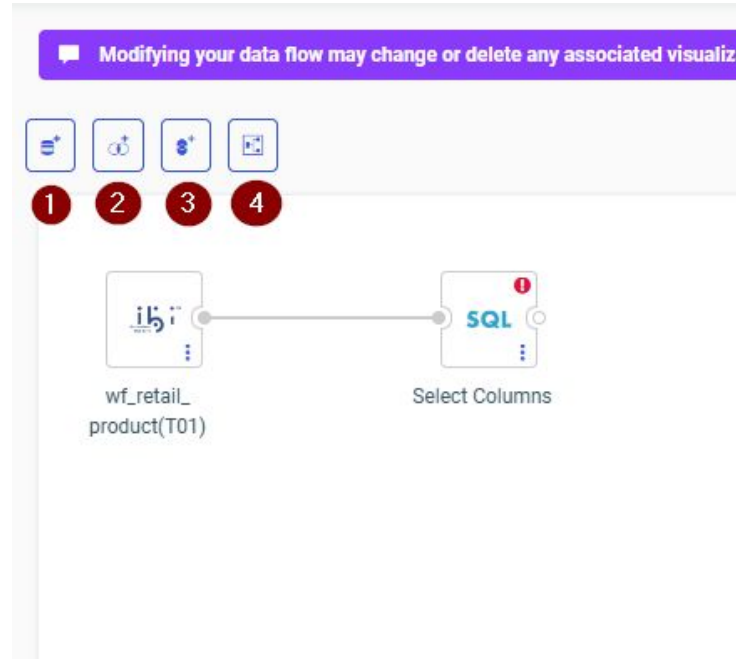 Modifying your data flow may change or delete any associated visualiz
1 2 3 4
ibi
SQL
wf_retail_
product(T01)
Select Columns